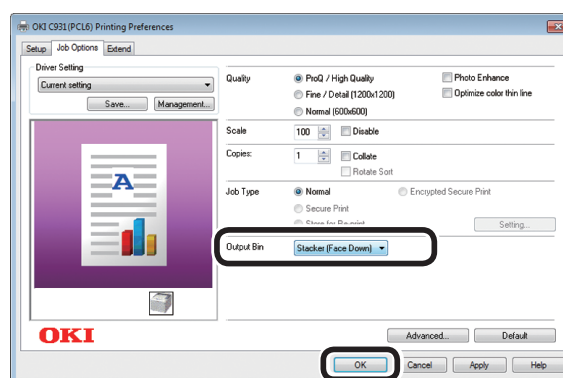 OKI C931(PCL6) Printing Preferences
Setup Job Options Extend
Driver Setting
Current setting
Save... Management...
A
OKI
Quality ProQ / High Quality Photo Enhance
Fine / Detail (1200x1200) Optimize color thin line
Normal (600x600)
Scale 100 Disable
Copies: 1 Collate
Rotate Sort
Job Type Normal Encrypted Secure Print
Secure Print
Store for Re-print Setting...
Output Bin Stacker (Face Down)
Advanced... Default
OK Cancel Apply Help